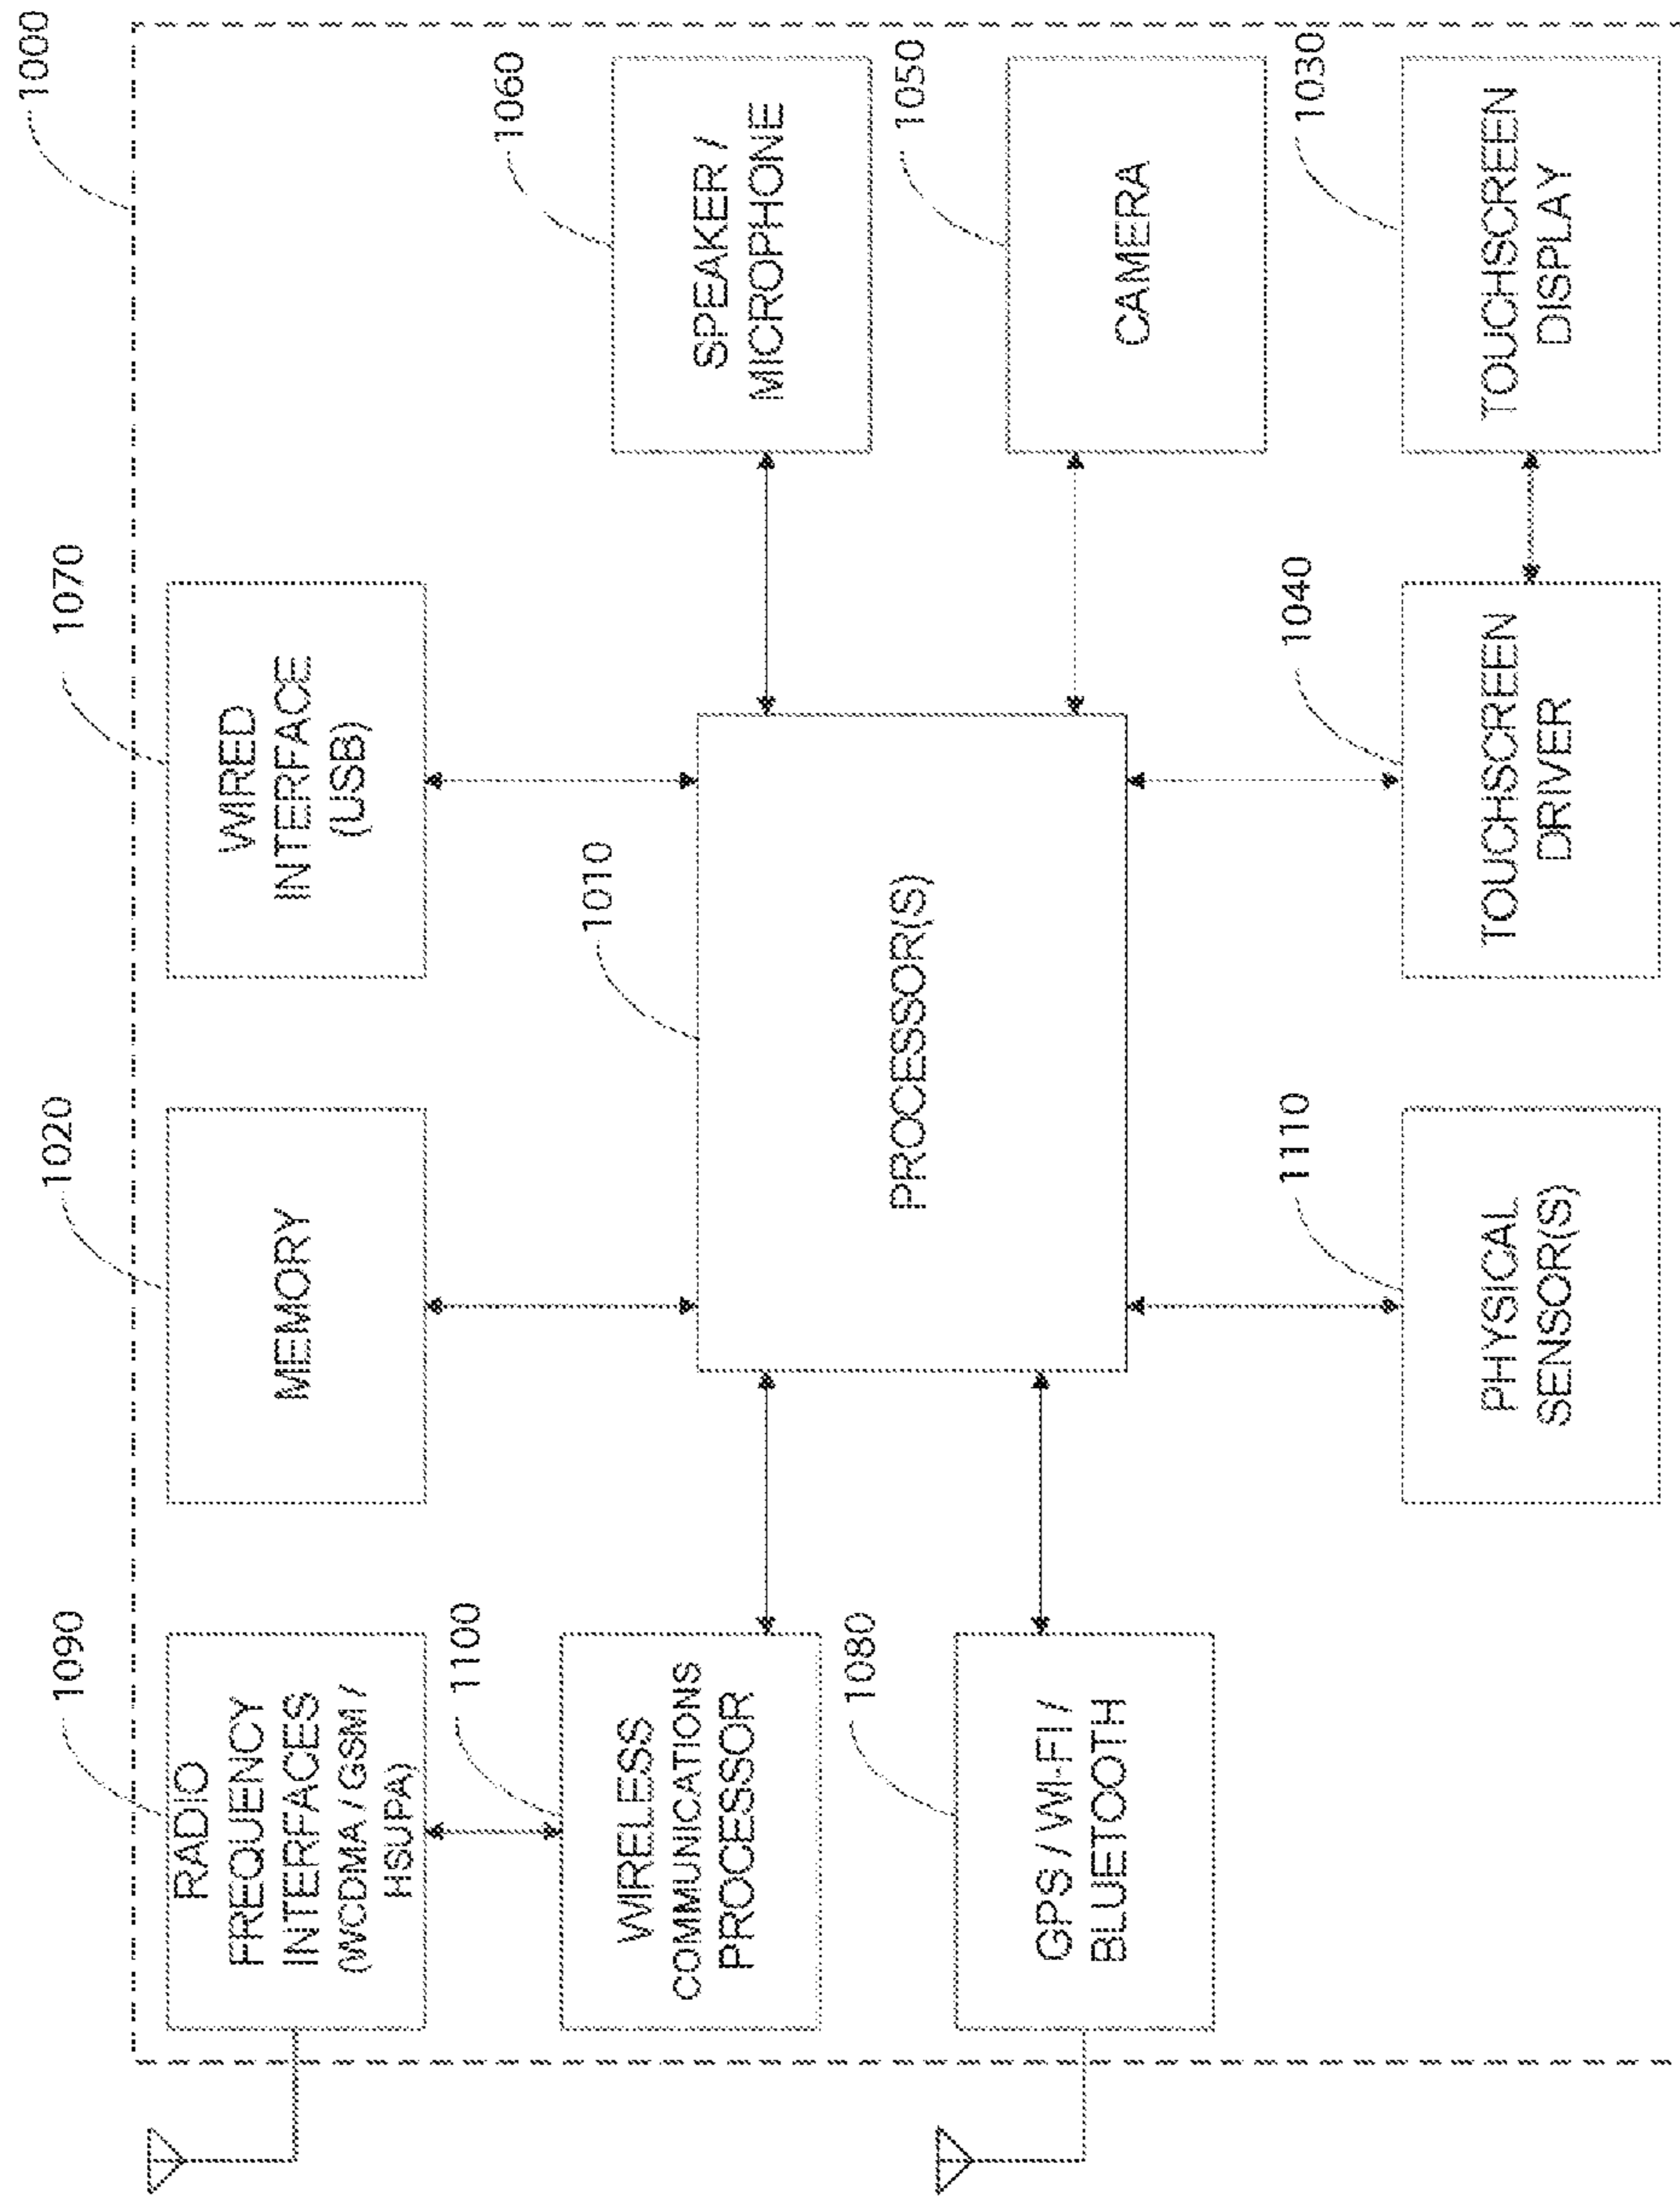 1000
1090
RADIO
FREQUENCY
INTERFACES
(WCDMA / GSM /
HSUPA)
1020
MEMORY
1070
WIRED
INTERFACE
(USB)
1100
WIRELESS
COMMUNICATIONS
PROCESSOR
1010
PROCESSOR(S)
1060
SPEAKER /
MICROPHONE
1080
GPS / WI-FI /
BLUETOOTH
1050
CAMERA
1110
PHYSICAL
SENSOR(S)
1040
TOUCHSCREEN
DRIVER
1030
TOUCHSCREEN
DISPLAY